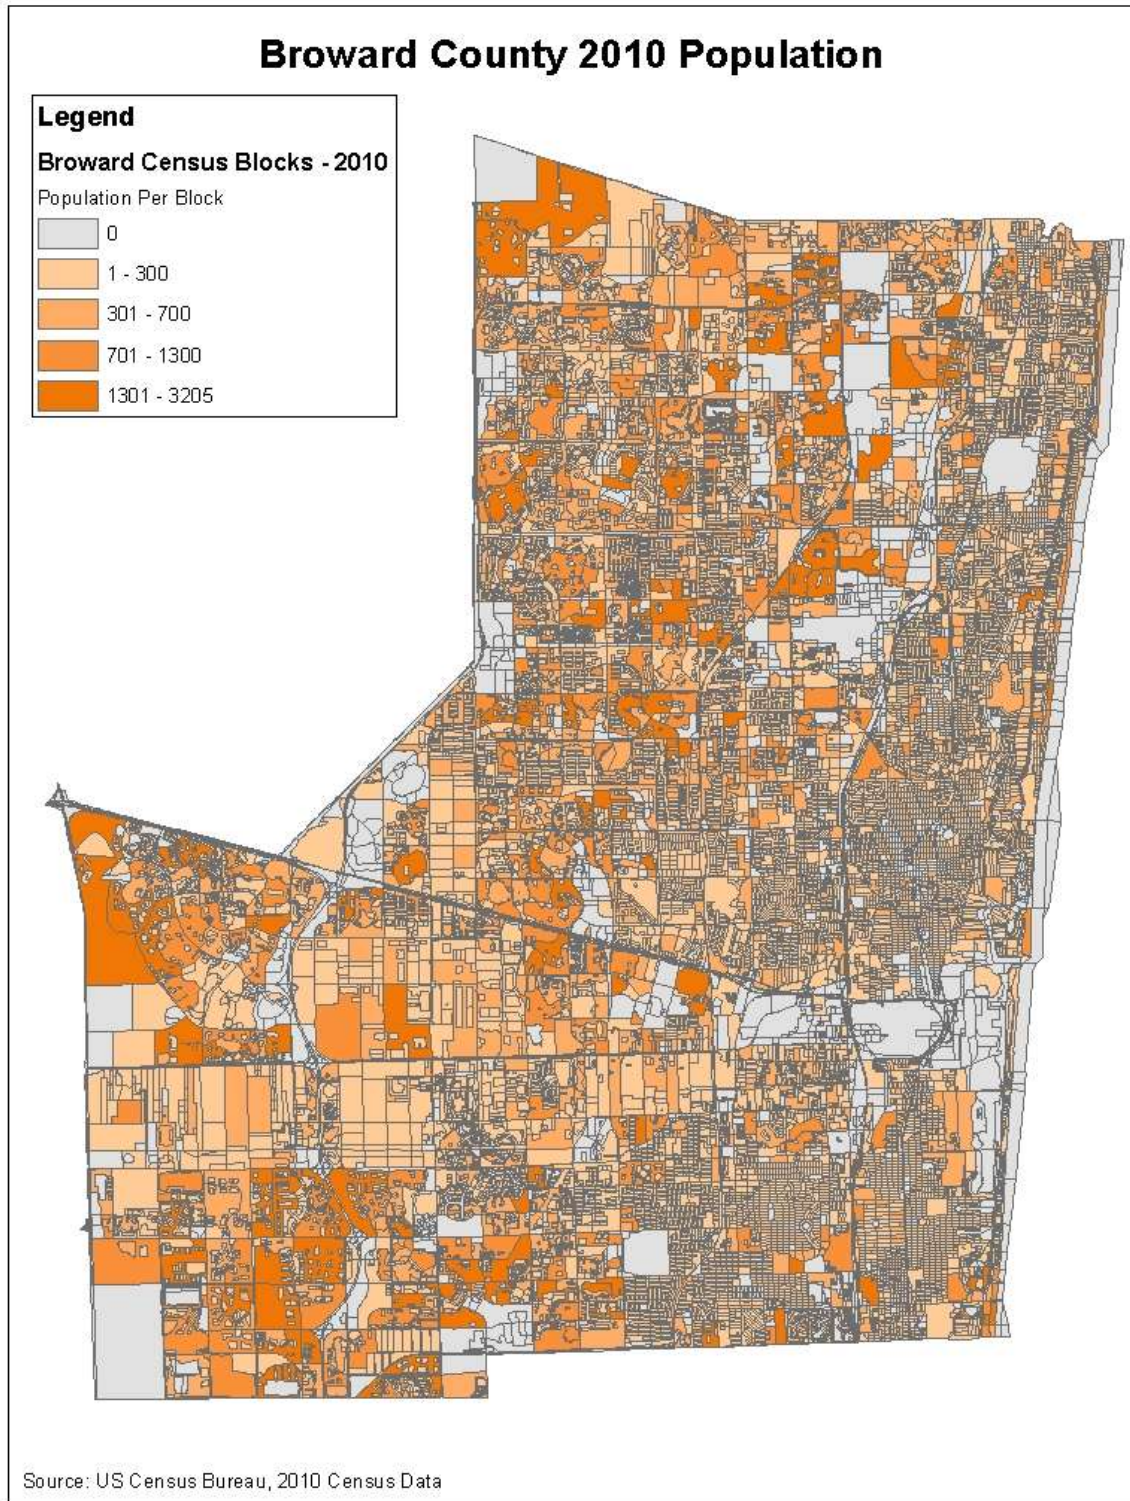 Broward County 2010 Population
Legend
Broward Census Blocks - 2010
Population Per Block
0
1 - 300
301 - 700
701 - 1300
1301 - 3205
Source: US Census Bureau, 2010 Census Data